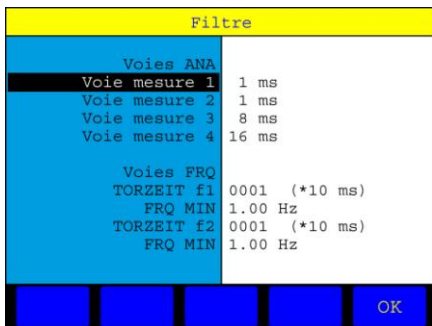 Filtre
Voies ANA
Voie mesure 1 1 ms
Voie mesure 2 1 ms
Voie mesure 3 8 ms
Voie mesure 4 16 ms
Voies FRQ
TORZEIT f1 0001 (*10 ms)
FRQ MIN 1.00 Hz
TORZEIT f2 0001 (*10 ms)
FRQ MIN 1.00 Hz
OK